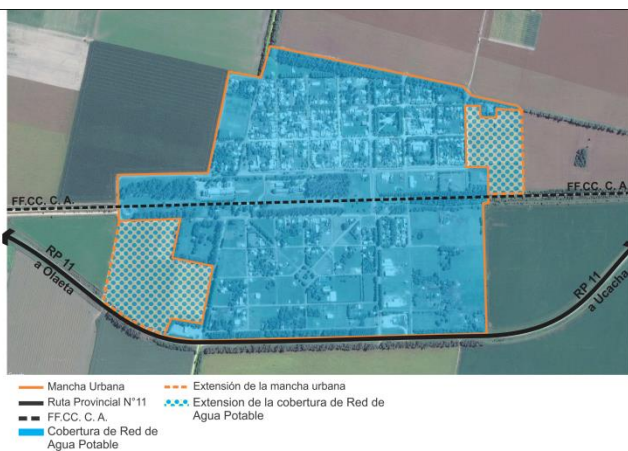 FF.CC. C. A.
FF.CC. C. A.
RP 11
a Olaeta
RP 11
a Ucacha
Mancha Urbana
Ruta Provincial N°11
FF.CC. C. A.
Cobertura de Red de
Agua Potable
Extensión de la mancha urbana
Extension de la cobertura de Red de
Agua Potable